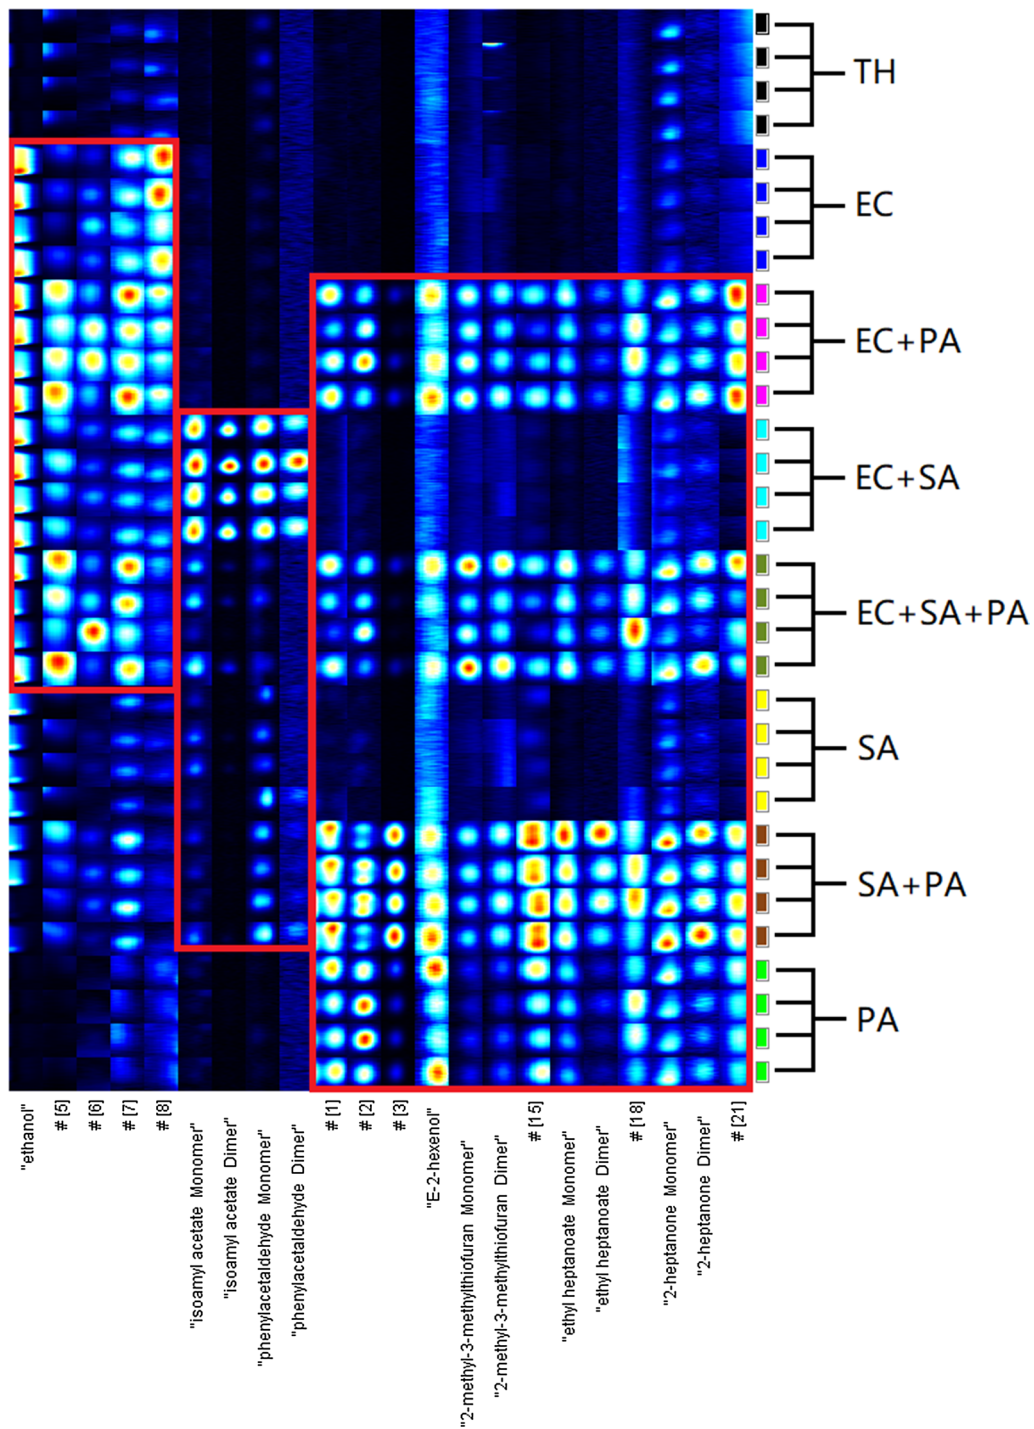 TH
EC
EC+PA
EC+SA
EC+SA+PA
SA
SA+PA
PA
"ethanol"
# [5]
# [6]
# [7]
# [8]
"isoamyl acetate Monomer"
"isoamyl acetate Dimer"
"phenylacetaldehyde Monomer"
"phenylacetaldehyde Dimer"
# [1]
# [2]
# [3]
"E-2-hexenol"
"2-methyl-3-methylthiofuran Monomer"
"2-methyl-3-methylthiofuran Dimer"
# [15]
"ethyl heptanoate Monomer"
"ethyl heptanoate Dimer"
# [18]
"2-heptanone Monomer"
"2-heptanone Dimer"
# [21]